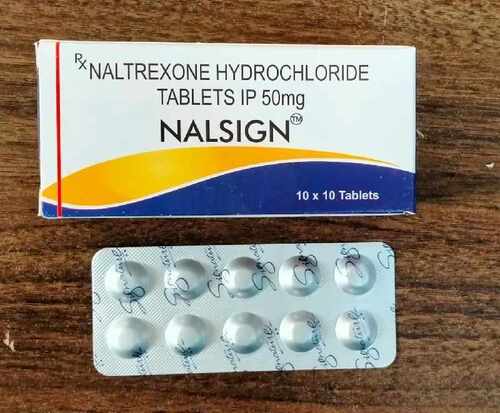 Rx NALTREXONE HYDROCHLORIDE
TABLETS IP 50mg
NALSIGN™
10 x 10 Tablets